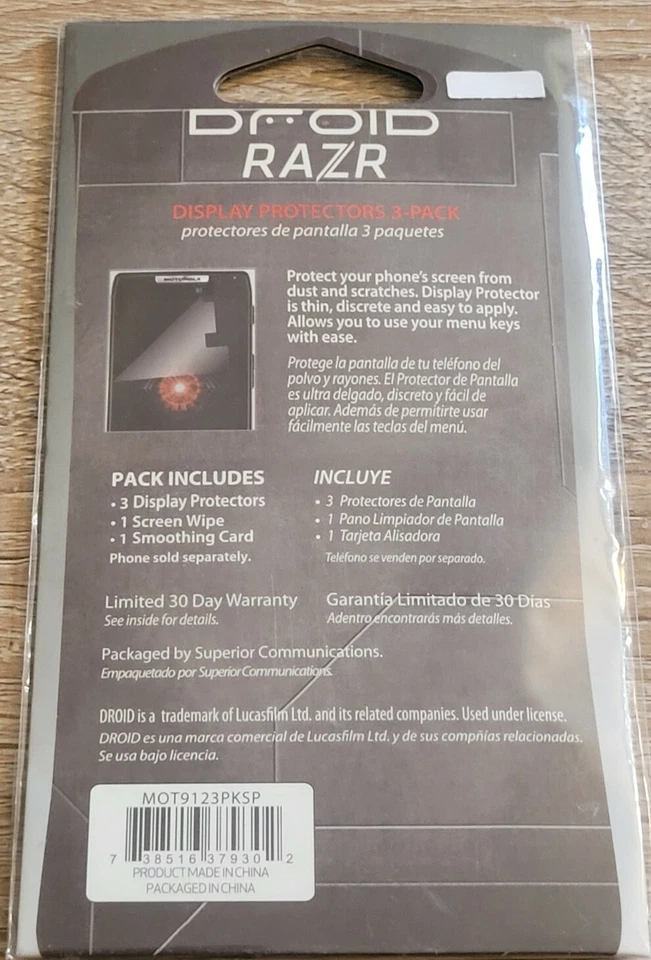 DROID
RAZR
DISPLAY PROTECTORS 3-PACK
protectores de pantalla 3 paquetes
MOTOROLA
Protect your phone's screen from
dust and scratches. Display Protector
is thin, discrete and easy to apply.
Allows you to use your menu keys
with ease.
Protege la pantalla de tu teléfono del
polvo y rayones. El Protector de Pantalla
es ultra delgado, discreto y fácil de
aplicar. Además de permitirte usar
fácilmente las teclas del menú.
PACK INCLUDES
• 3 Display Protectors
• 1 Screen Wipe
• 1 Smoothing Card
Phone sold separately.
INCLUYE
• 3 Protectores de Pantalla
• 1 Pano Limpiador de Pantalla
• 1 Tarjeta Alisadora
Teléfono se venden por separado.
Limited 30 Day Warranty
See inside for details.
Garantía Limitado de 30 Días
Adentro encontrarás más detalles.
Packaged by Superior Communications.
Empaquetado por Superior Communications.
DROID is a trademark of Lucasfilm Ltd. and its related companies. Used under license.
DROID es una marca comercial de Lucasfilm Ltd. y de sus compñias relacionadas.
Se usa bajo licencia.
MOT9123PKSP
7 38516 37930 2
PRODUCT MADE IN CHINA
PACKAGED IN CHINA